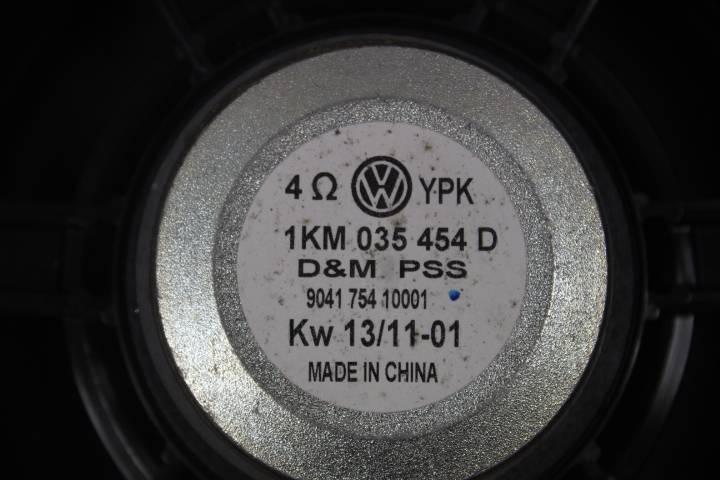 4 Ω VW YPK
1KM 035 454 D
D&M PSS
9041 754 10001
Kw 13/11-01
MADE IN CHINA